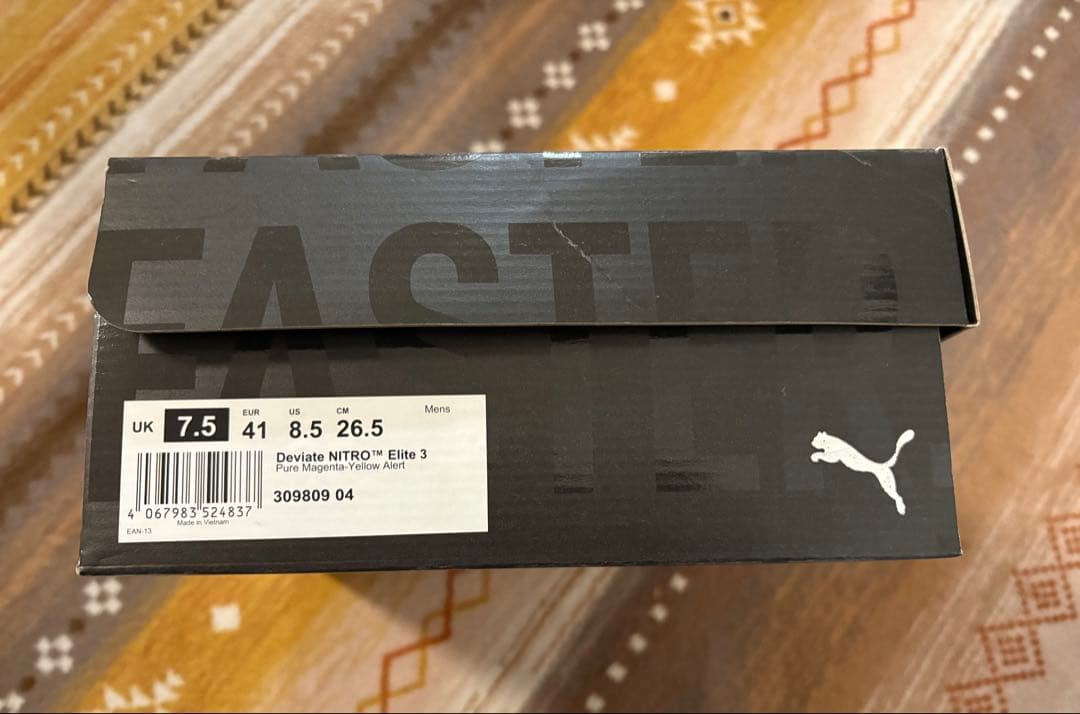 FASTER
UK 7.5 EUR 41 US 8.5 CM 26.5 Mens
Deviate NITRO™ Elite 3
Pure Magenta-Yellow Alert
309809 04
4 067983 524837
Made in Vietnam
EAN-13